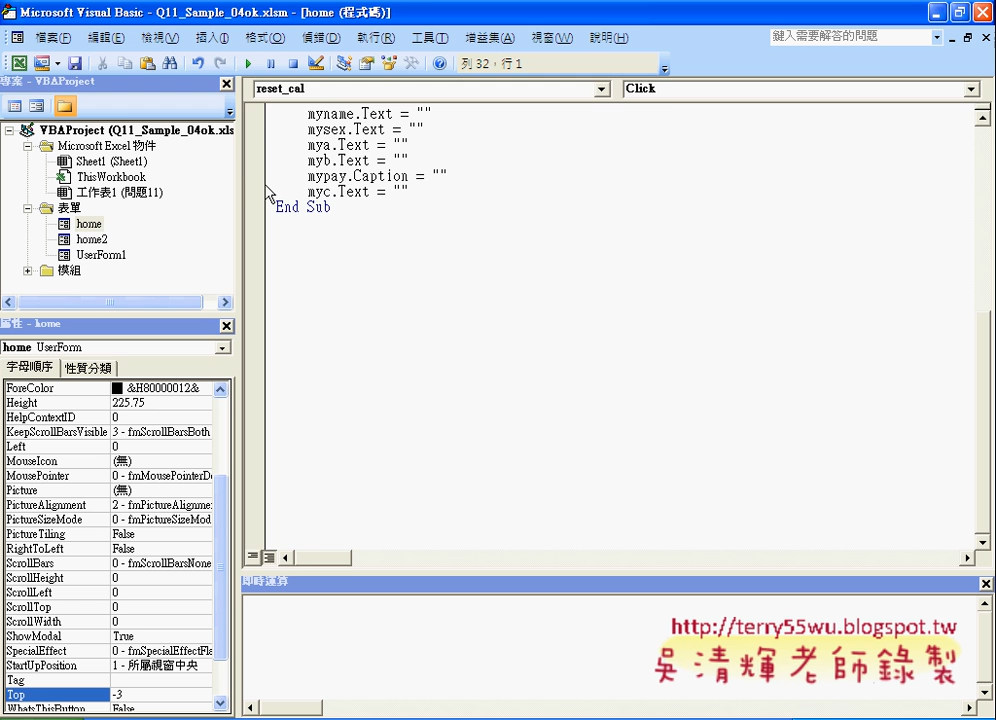 Microsoft Visual Basic - Q11_Sample_04ok.xlsm - [home (程式碼)]
檔案(F) 編輯(E) 檢視(V) 插入(I) 格式(O) 偵錯(D) 執行(R) 工具(T) 增益集(A) 視窗(W) 說明(H) 鍵入需要解答的問題
列 32, 行 1
專案 - VBAProject
reset_cal Click
VBAProject (Q11_Sample_04ok.xls
Microsoft Excel 物件
Sheet1 (Sheet1)
ThisWorkbook
工作表1 (問題11)
表單
home
home2
UserForm1
模組
myname.Text = ""
mysex.Text = ""
mya.Text = ""
myb.Text = ""
mypay.Caption = ""
myc.Text = ""
End Sub
屬性 - home
home UserForm
字母順序 性質分類
ForeColor &H80000012&
Height 225.75
HelpContextID 0
KeepScrollBarsVisible 3 - fmScrollBarsBoth
Left 0
MouseIcon (無)
MousePointer 0 - fmMousePointerD
Picture (無)
PictureAlignment 2 - fmPictureAlignme
PictureSizeMode 0 - fmPictureSizeMod
PictureTiling False
RightToLeft False
ScrollBars 0 - fmScrollBarsNone
ScrollHeight 0
ScrollLeft 0
ScrollTop 0
ScrollWidth 0
ShowModal True
SpecialEffect 0 - fmSpecialEffectFla
StartUpPosition 1 - 所屬視窗中央
Tag
Top -3
WhatsThisButton False
即時運算
http://terry55wu.blogspot.tw
吳清輝老師錄製